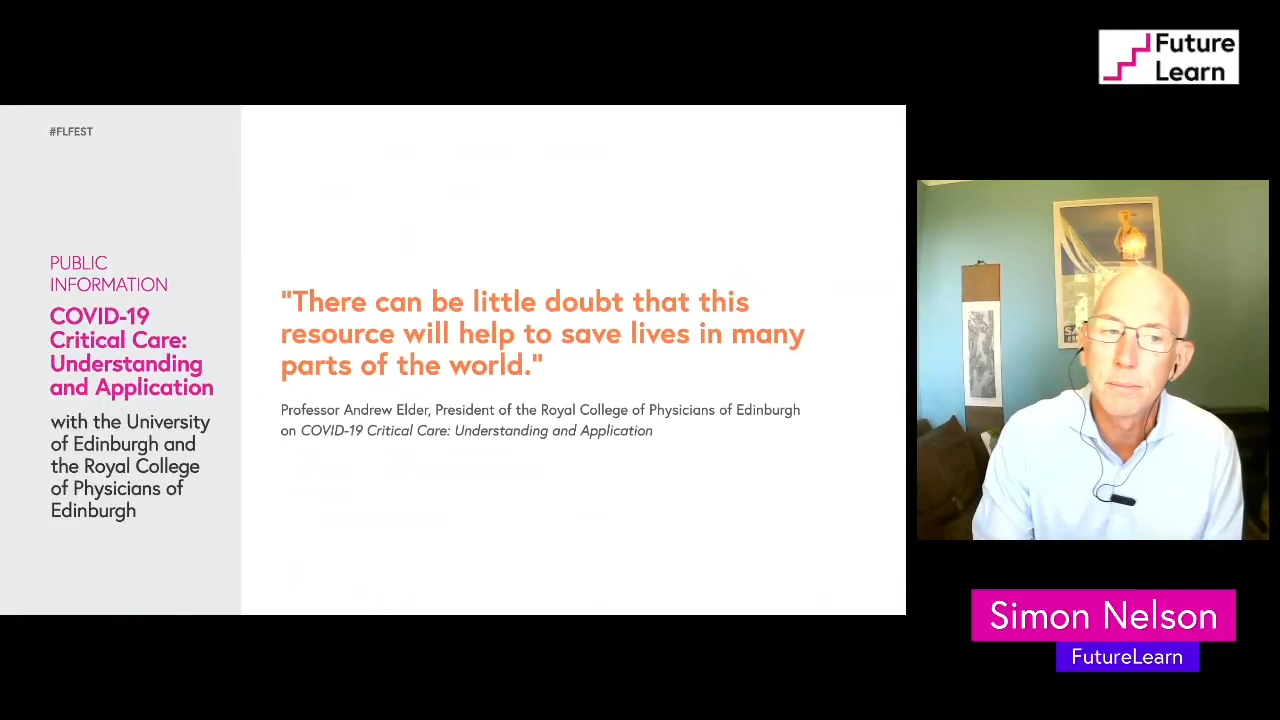 Future
Learn
#FLFEST
PUBLIC
INFORMATION
COVID-19
Critical Care:
Understanding
and Application
with the University
of Edinburgh and
the Royal College
of Physicians of
Edinburgh
"There can be little doubt that this
resource will help to save lives in many
parts of the world."
Professor Andrew Elder, President of the Royal College of Physicians of Edinburgh
on COVID-19 Critical Care: Understanding and Application
Simon Nelson
FutureLearn